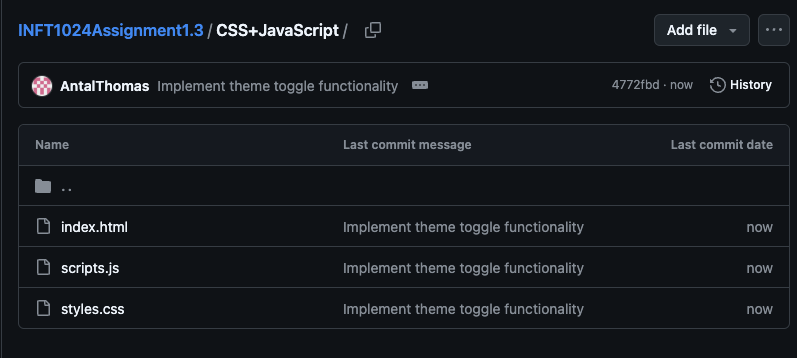 INFT1024Assignment1.3 / CSS+JavaScript /
Add file
AntalThomas Implement theme toggle functionality
4772fbd · now
History
Name Last commit message Last commit date
..
index.html Implement theme toggle functionality now
scripts.js Implement theme toggle functionality now
styles.css Implement theme toggle functionality now